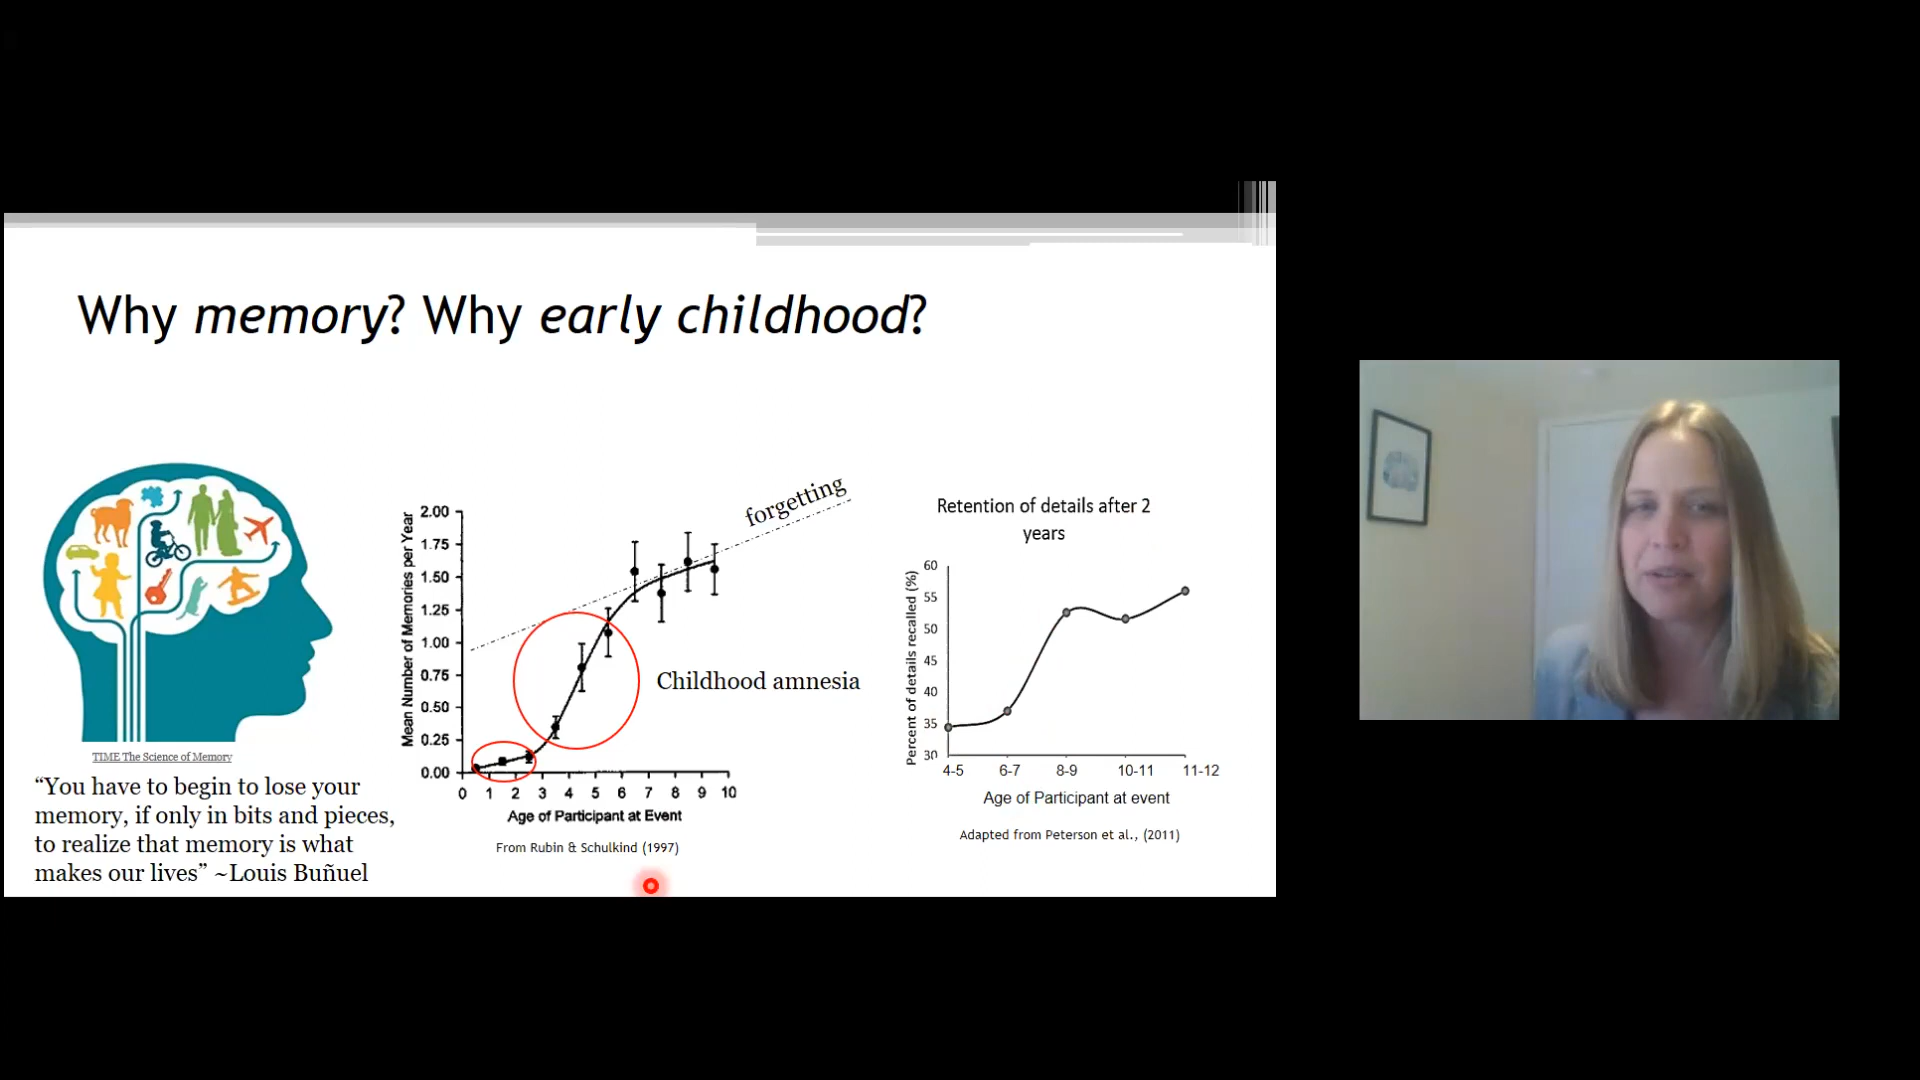 Why memory? Why early childhood?
TIME The Science of Memory
“You have to begin to lose your
memory, if only in bits and pieces,
to realize that memory is what
makes our lives” ~Louis Buñuel
Mean Number of Memories per Year
2.00
1.75
1.50
1.25
1.00
0.75
0.50
0.25
0.00
0 1 2 3 4 5 6 7 8 9 10
Age of Participant at Event
From Rubin & Schulkind (1997)
forgetting
Childhood amnesia
Retention of details after 2
years
Percent of details recalled (%)
60
55
50
45
40
35
30
4-5 6-7 8-9 10-11 11-12
Age of Participant at event
Adapted from Peterson et al., (2011)